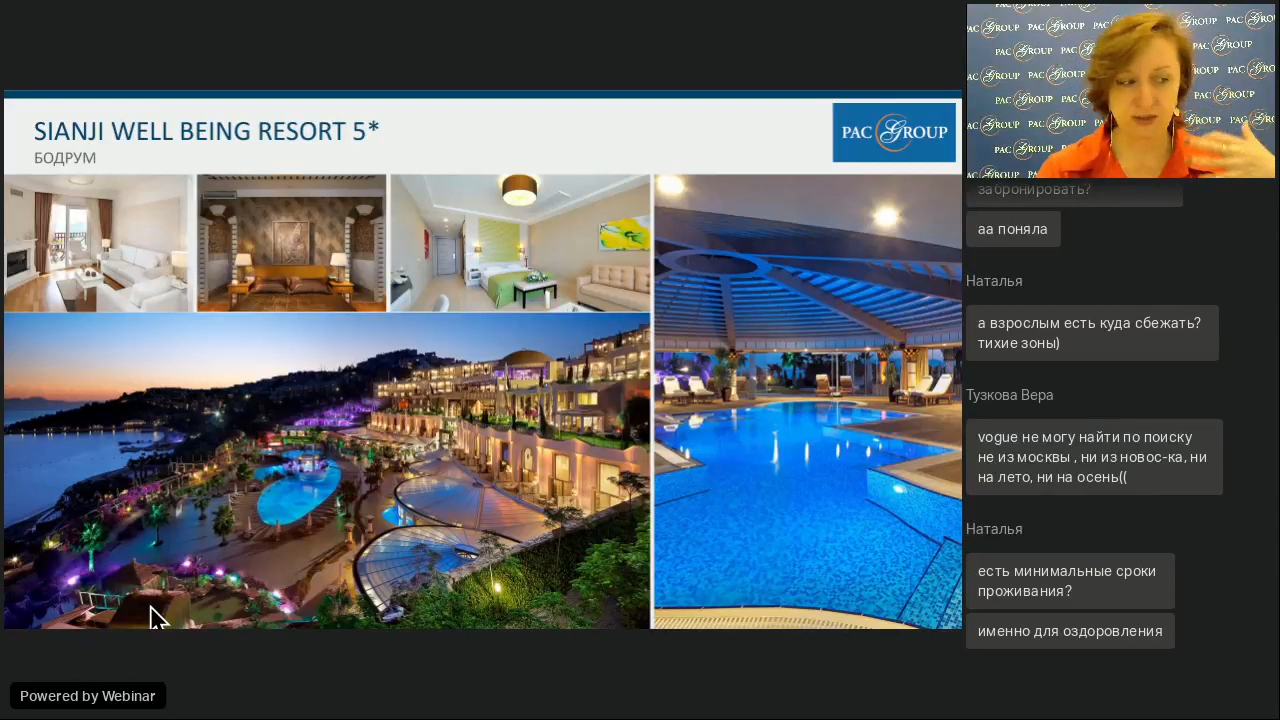 SIANJI WELL BEING RESORT 5*
БОДРУМ
PAC GROUP
забронировать?
аа поняла
Наталья
а взрослым есть куда сбежать?
тихие зоны)
Тузкова Вера
vogue не могу найти по поиску
не из москвы , ни из новос-ка, ни
на лето, ни на осень((
Наталья
есть минимальные сроки
проживания?
именно для оздоровления
Powered by Webinar